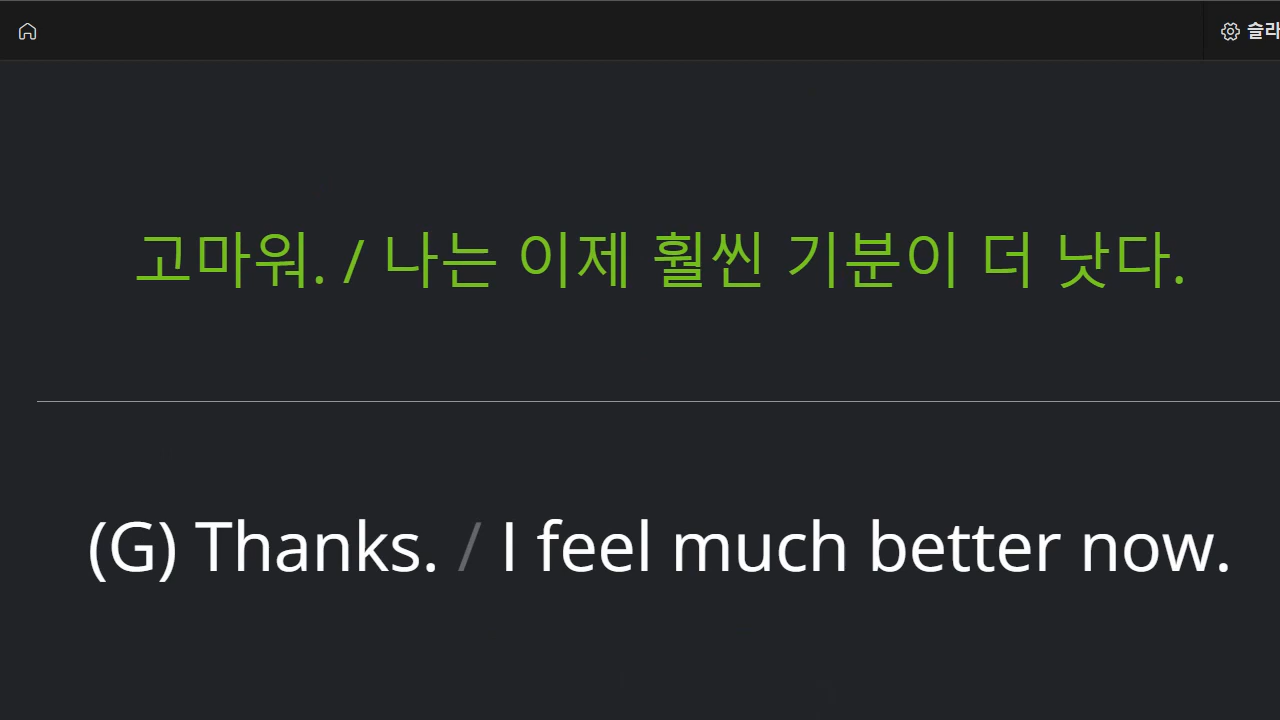 슬라
고마워. / 나는 이제 훨씬 기분이 더 낫다.
(G) Thanks. / I feel much better now.